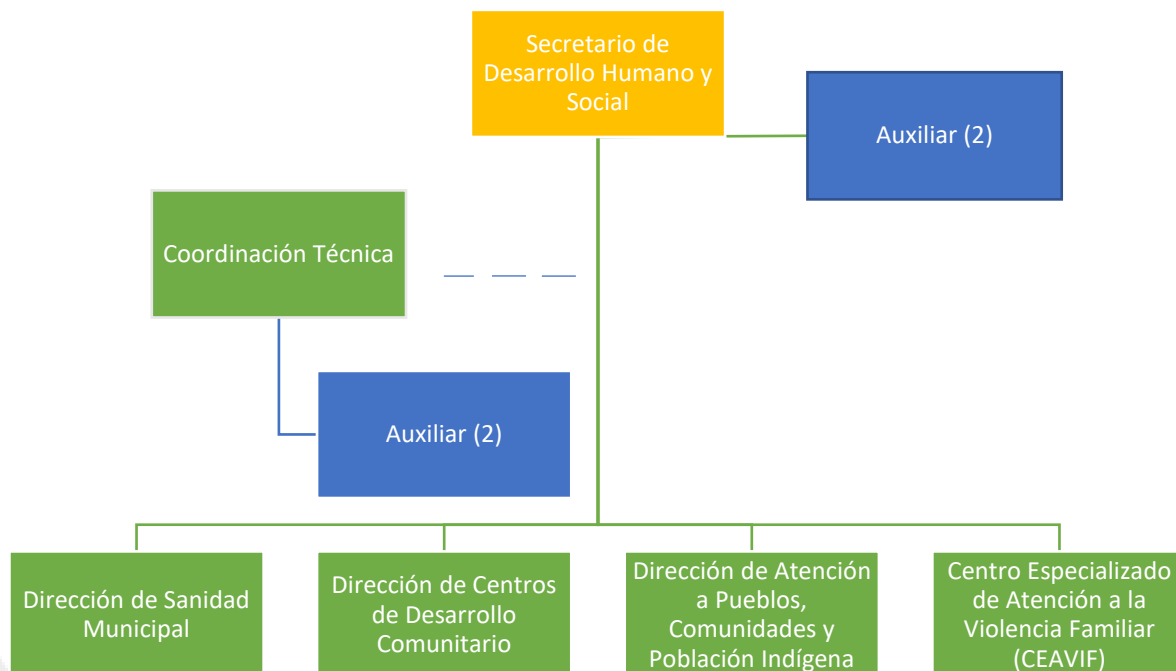 Secretario de
Desarrollo Humano y
Social
Auxiliar (2)
Coordinación Técnica
Auxiliar (2)
Dirección de Sanidad
Municipal
Dirección de Centros
de Desarrollo
Comunitario
Dirección de Atención
a Pueblos,
Comunidades y
Población Indígena
Centro Especializado
de Atención a la
Violencia Familiar
(CEAVIF)